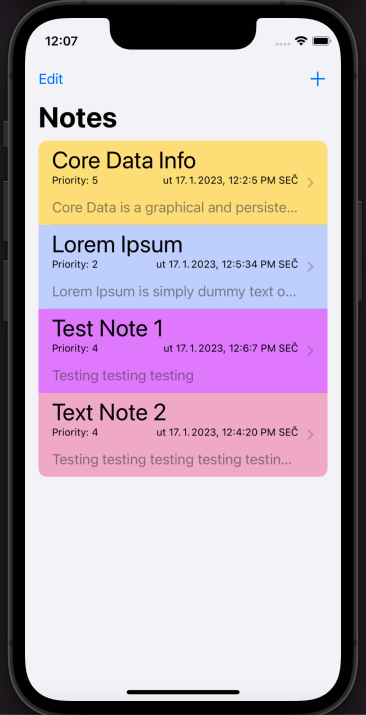 12:07
Edit
Notes
Core Data Info
Priority: 5 ut 17. 1. 2023, 12:2:5 PM SEČ
Core Data is a graphical and persiste...
Lorem Ipsum
Priority: 2 ut 17. 1. 2023, 12:5:34 PM SEČ
Lorem Ipsum is simply dummy text o...
Test Note 1
Priority: 4 ut 17. 1. 2023, 12:6:7 PM SEČ
Testing testing testing
Text Note 2
Priority: 4 ut 17. 1. 2023, 12:4:20 PM SEČ
Testing testing testing testing testin...